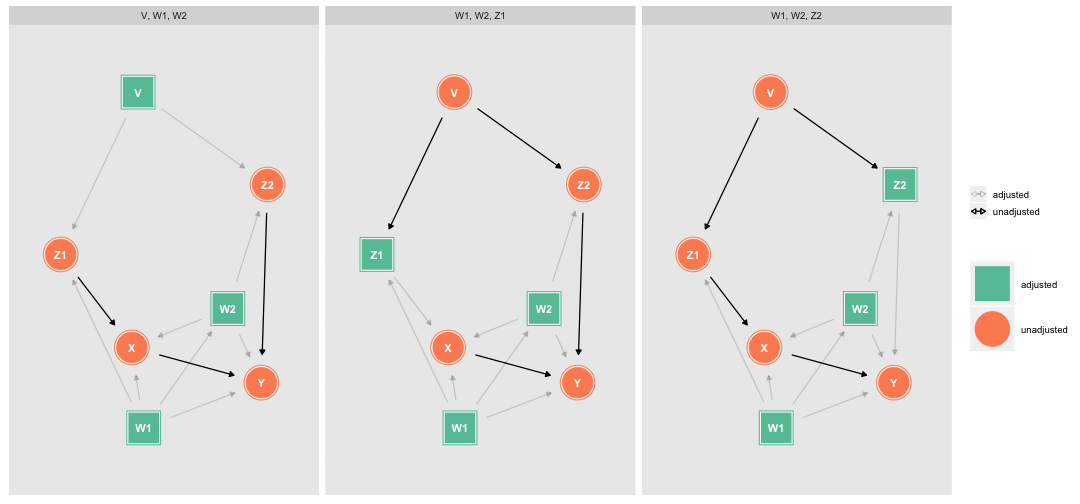 V, W1, W2
V
Z2
Z1
W2
X
Y
W1
W1, W2, Z1
V
Z2
Z1
W2
X
Y
W1
W1, W2, Z2
V
Z2
Z1
W2
X
Y
W1
adjusted
unadjusted
adjusted
unadjusted